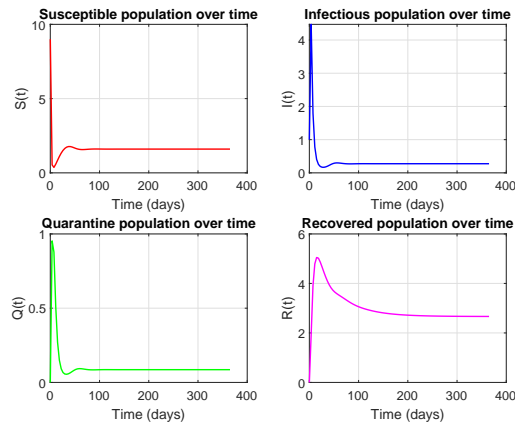 Susceptible population over time
10
5
0
S(t)
0 100 200 300 400
Time (days)
Infectious population over time
4
3
2
1
0
I(t)
0 100 200 300 400
Time (days)
Quarantine population over time
1
0.5
0
Q(t)
0 100 200 300 400
Time (days)
Recovered population over time
6
4
2
0
R(t)
0 100 200 300 400
Time (days)